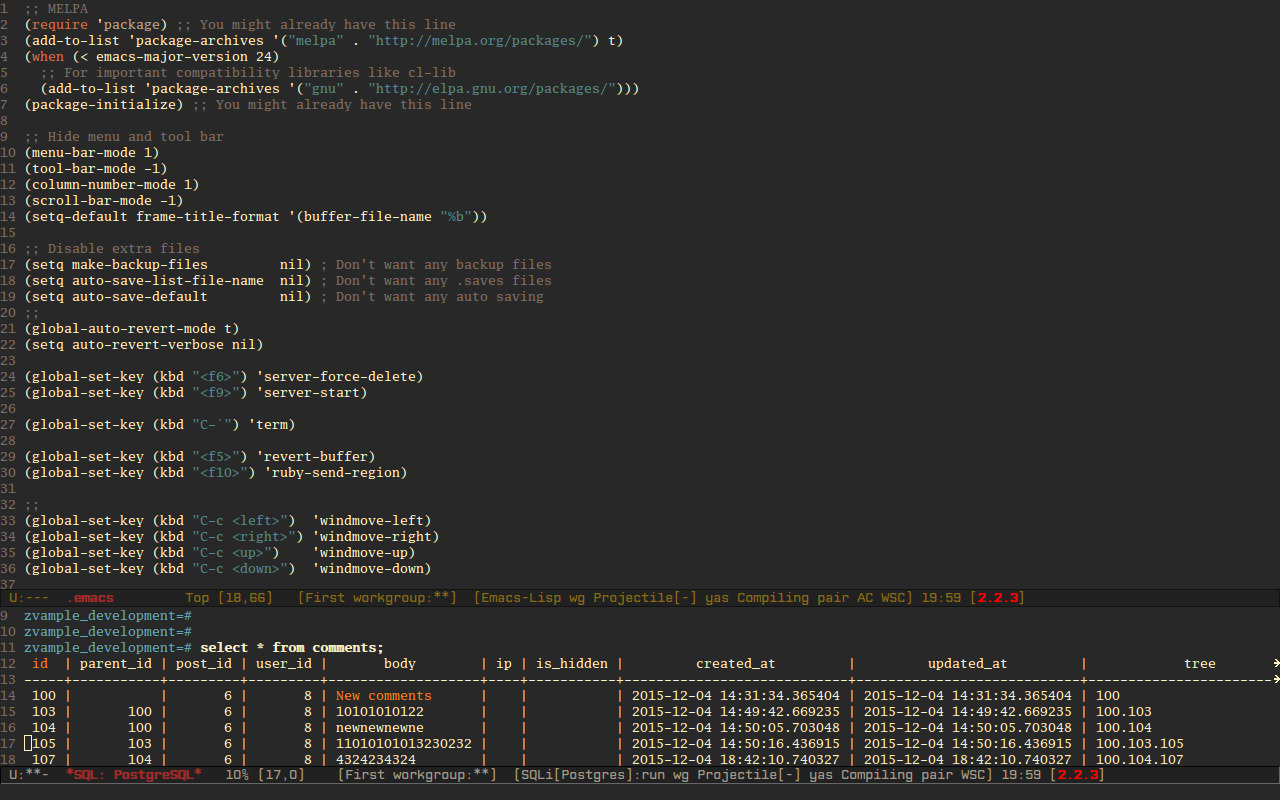 1 ;; MELPA
2 (require 'package) ;; You might already have this line
3 (add-to-list 'package-archives '("melpa" . "http://melpa.org/packages/") t)
4 (when (< emacs-major-version 24)
5   ;; For important compatibility libraries like cl-lib
6   (add-to-list 'package-archives '("gnu" . "http://elpa.gnu.org/packages/")))
7 (package-initialize) ;; You might already have this line
8
9 ;; Hide menu and tool bar
10 (menu-bar-mode 1)
11 (tool-bar-mode -1)
12 (column-number-mode 1)
13 (scroll-bar-mode -1)
14 (setq-default frame-title-format '(buffer-file-name "%b"))
15
16 ;; Disable extra files
17 (setq make-backup-files         nil) ; Don't want any backup files
18 (setq auto-save-list-file-name  nil) ; Don't want any .saves files
19 (setq auto-save-default         nil) ; Don't want any auto saving
20 ;;
21 (global-auto-revert-mode t)
22 (setq auto-revert-verbose nil)
23
24 (global-set-key (kbd "<f6>") 'server-force-delete)
25 (global-set-key (kbd "<f9>") 'server-start)
26
27 (global-set-key (kbd "C-`") 'term)
28
29 (global-set-key (kbd "<f5>") 'revert-buffer)
30 (global-set-key (kbd "<f10>") 'ruby-send-region)
31
32 ;;
33 (global-set-key (kbd "C-c <left>")  'windmove-left)
34 (global-set-key (kbd "C-c <right>") 'windmove-right)
35 (global-set-key (kbd "C-c <up>")    'windmove-up)
36 (global-set-key (kbd "C-c <down>")  'windmove-down)
37
U:---  .emacs         Top [18,66]   [First workgroup:**]  [Emacs-Lisp wg Projectile[-] yas Compiling pair AC WSC] 19:59 [2.2.3]
9 zvample_development=#
10 zvample_development=#
11 zvample_development=# select * from comments;
12  id  | parent_id | post_id | user_id |       body        | ip | is_hidden |         created_at         |         updated_at         |            tree
13 -----+-----------+---------+---------+-------------------+----+-----------+----------------------------+----------------------------+-----------------------
14  100 |           |       6 |       8 | New comments      |    |           | 2015-12-04 14:31:34.365404 | 2015-12-04 14:31:34.365404 | 100
15  103 |       100 |       6 |       8 | 10101010122       |    |           | 2015-12-04 14:49:42.669235 | 2015-12-04 14:49:42.669235 | 100.103
16  104 |       100 |       6 |       8 | newnewnewne       |    |           | 2015-12-04 14:50:05.703048 | 2015-12-04 14:50:05.703048 | 100.104
17  105 |       103 |       6 |       8 | 11010101013230232 |    |           | 2015-12-04 14:50:16.436915 | 2015-12-04 14:50:16.436915 | 100.103.105
18  107 |       104 |       6 |       8 | 4324234324        |    |           | 2015-12-04 18:42:10.740327 | 2015-12-04 18:42:10.740327 | 100.104.107
U:**-  *SQL: PostgreSQL*   10% [17,0]    [First workgroup:**]  [SQLi[Postgres]:run wg Projectile[-] yas Compiling pair WSC] 19:59 [2.2.3]